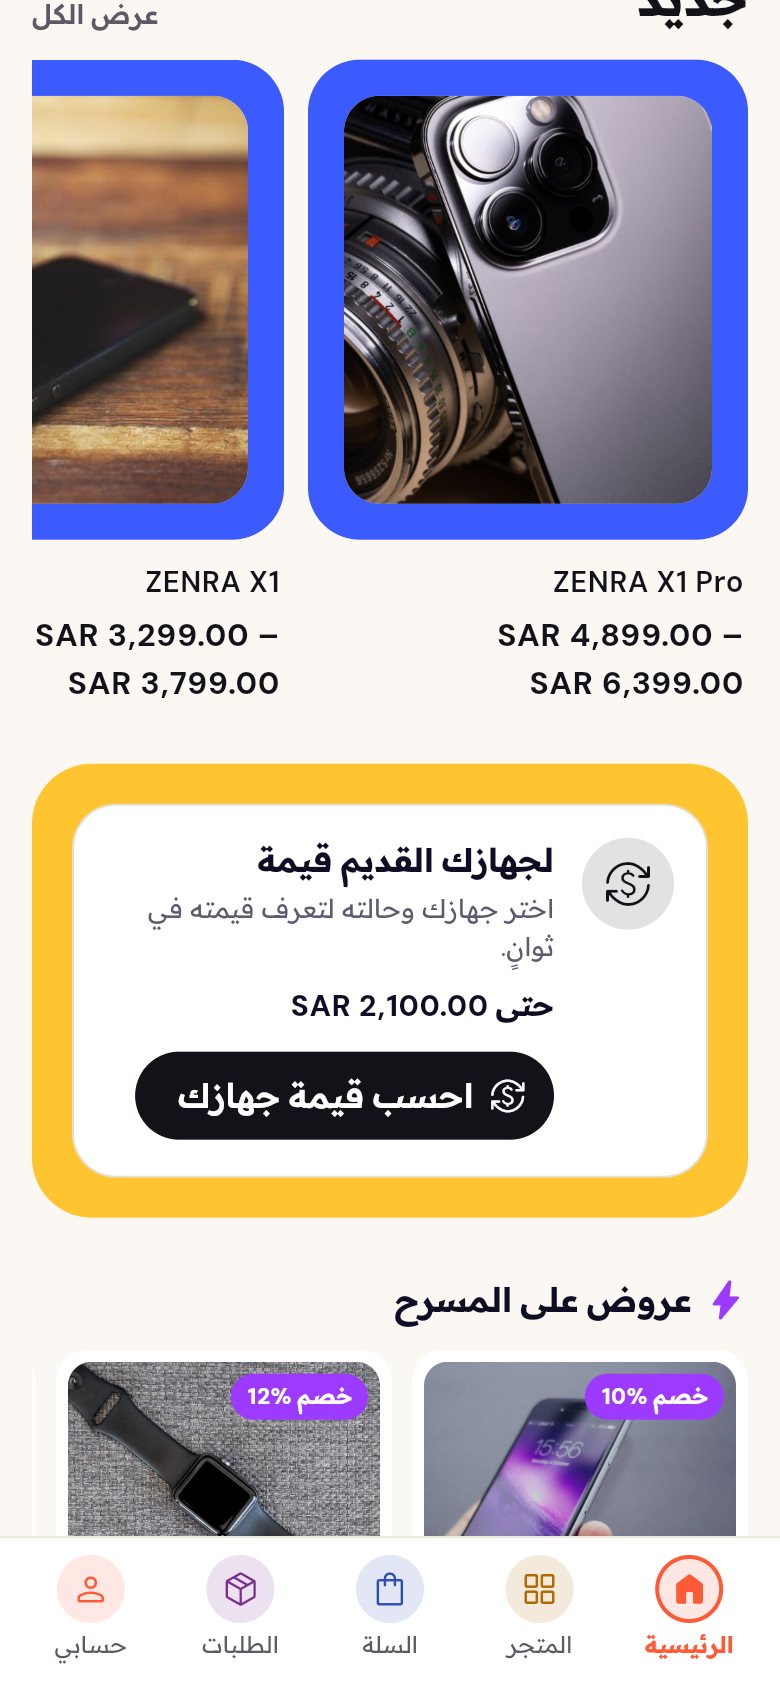 جديد
عرض الكل
ZENRA X1 Pro
SAR 4,899.00 –
SAR 6,399.00
ZENRA X1
SAR 3,299.00 –
SAR 3,799.00
لجهازك القديم قيمة
اختر جهازك وحالته لتعرف قيمته في
ثوانٍ.
حتى SAR 2,100.00
احسب قيمة جهازك
عروض على المسرح
خصم 10%
15:56
خصم 12%
الرئيسية
المتجر
السلة
الطلبات
حسابي